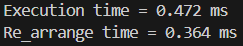 Execution time = 0.472 ms
Re_arrange time = 0.364 ms